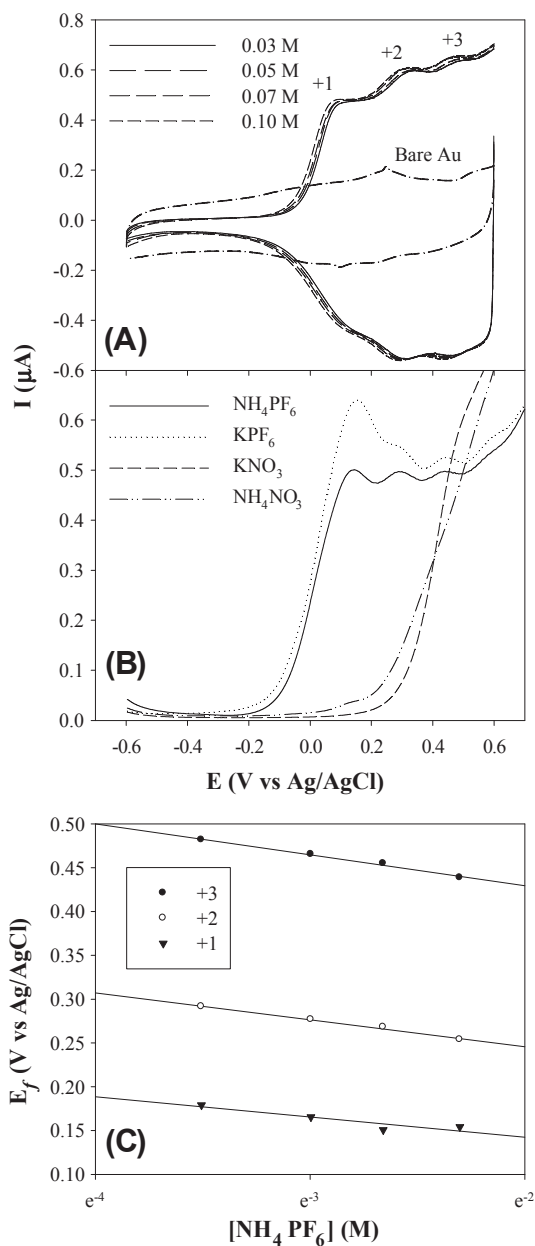 0.8
0.6
0.4
0.2
0.0
-0.2
-0.4
-0.6
0.03 M
0.05 M
0.07 M
0.10 M
+1
+2
+3
Bare Au
(A)
I (μA)
NH₄PF₆
KPF₆
KNO₃
NH₄NO₃
0.6
0.5
0.4
0.3
0.2
0.1
0.0
(B)
-0.6 -0.4 -0.2 0.0 0.2 0.4 0.6
E (V vs Ag/AgCl)
0.50
0.45
0.40
0.35
0.30
0.25
0.20
0.15
0.10
+3
+2
+1
E_f (V vs Ag/AgCl)
(C)
e⁻⁴ e⁻³ e⁻²
[NH₄ PF₆] (M)